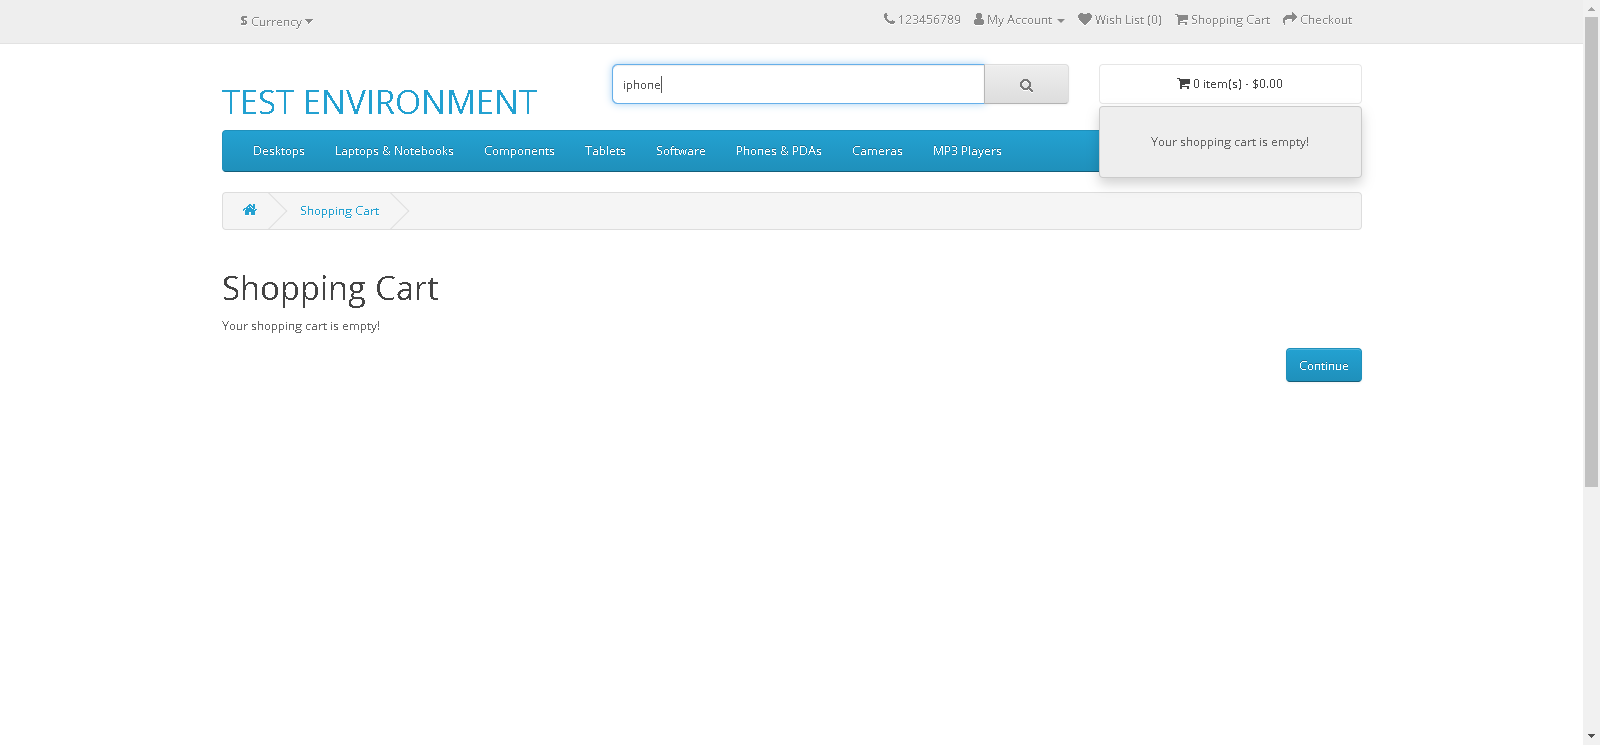 $ Currency
123456789 My Account Wish List (0) Shopping Cart Checkout
TEST ENVIRONMENT
iphone
0 item(s) - $0.00
Your shopping cart is empty!
Desktops Laptops & Notebooks Components Tablets Software Phones & PDAs Cameras MP3 Players
Shopping Cart
Shopping Cart
Your shopping cart is empty!
Continue